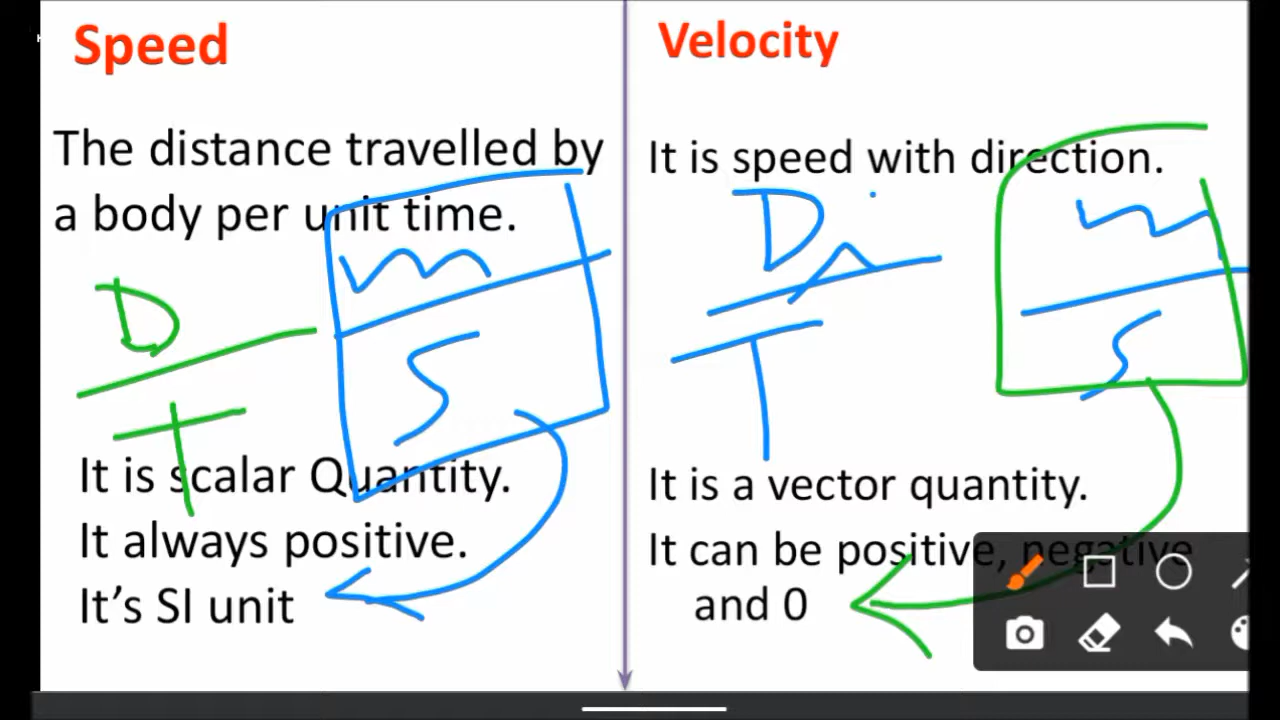 Speed
The distance travelled by
a body per unit time.
D
T
m
S
It is scalar Quantity.
It always positive.
It's SI unit
Velocity
It is speed with direction.
D
T
m
S
It is a vector quantity.
It can be positive, negative
and 0